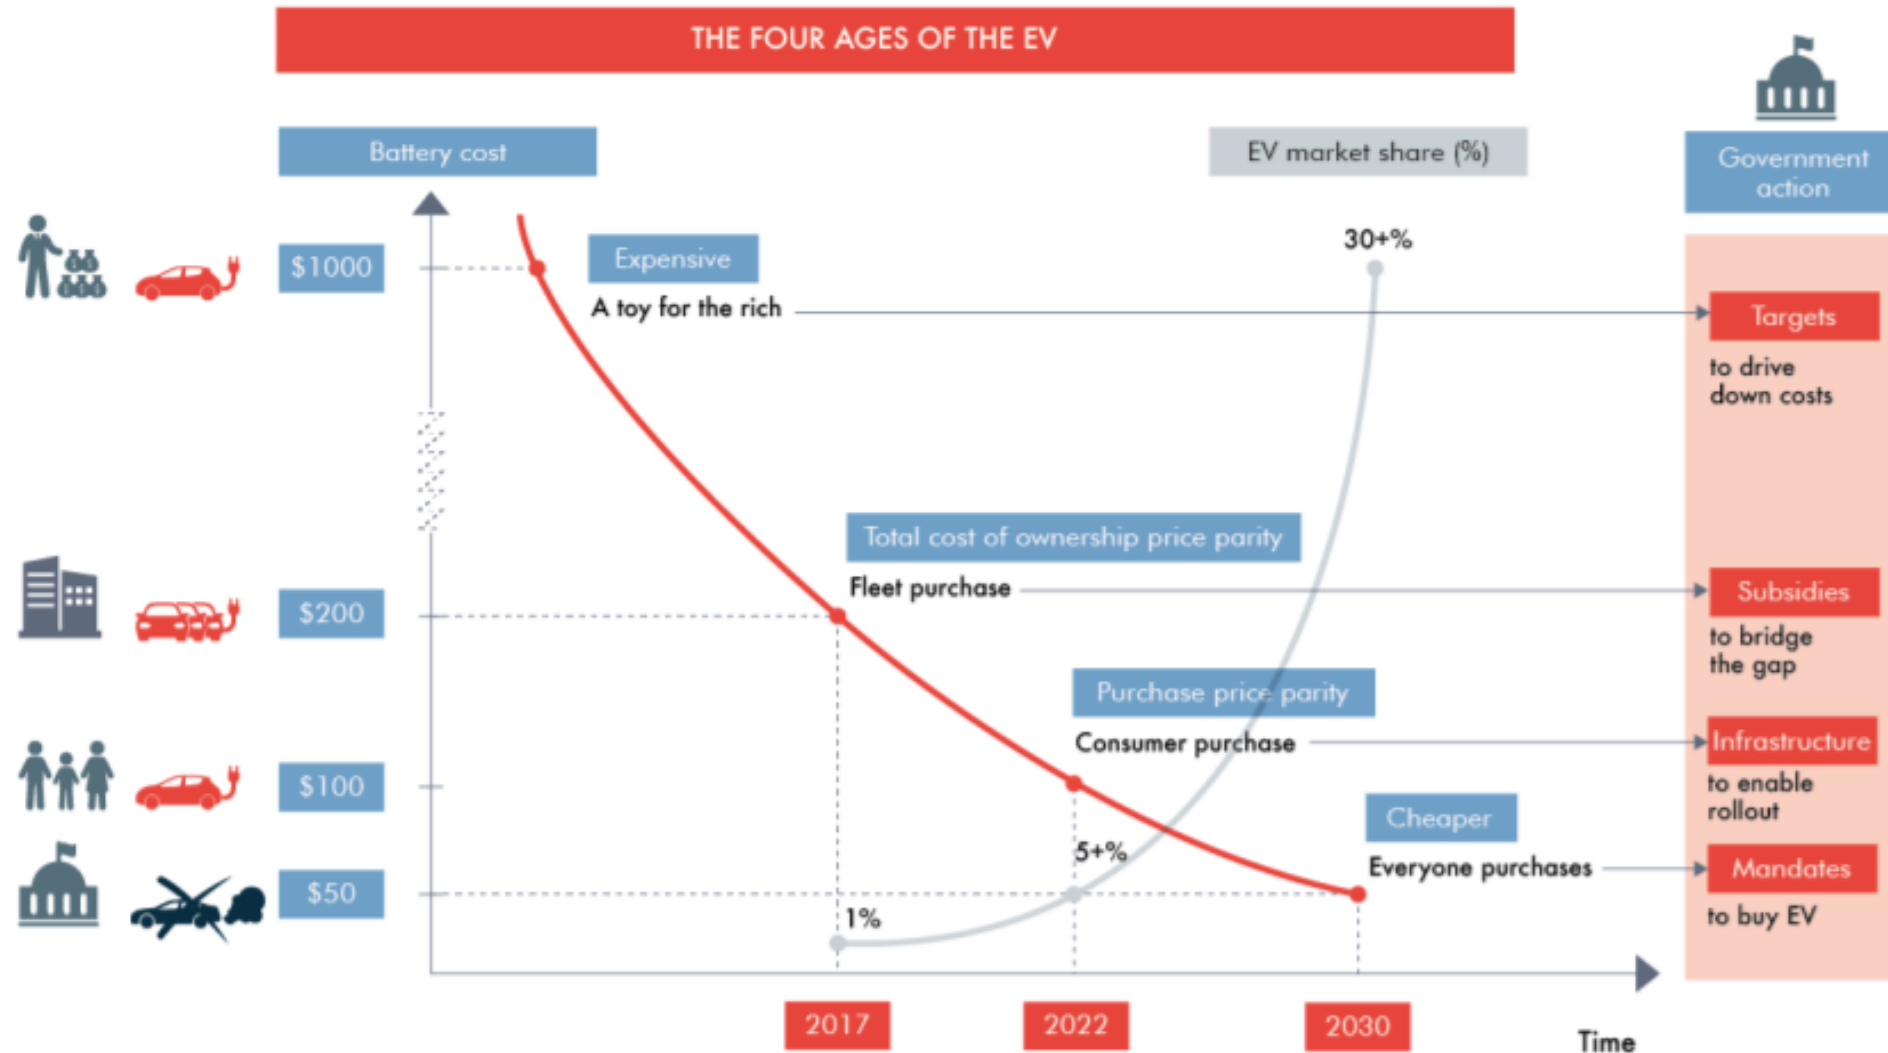 THE FOUR AGES OF THE EV
Battery cost
EV market share (%)
Government
action
$1000
Expensive
A toy for the rich
30+%
Targets
to drive
down costs
Total cost of ownership price parity
Fleet purchase
$200
Subsidies
to bridge
the gap
Purchase price parity
Consumer purchase
$100
Infrastructure
to enable
rollout
Cheaper
5+%
Everyone purchases
$50
Mandates
1%
to buy EV
2017
2022
2030
Time